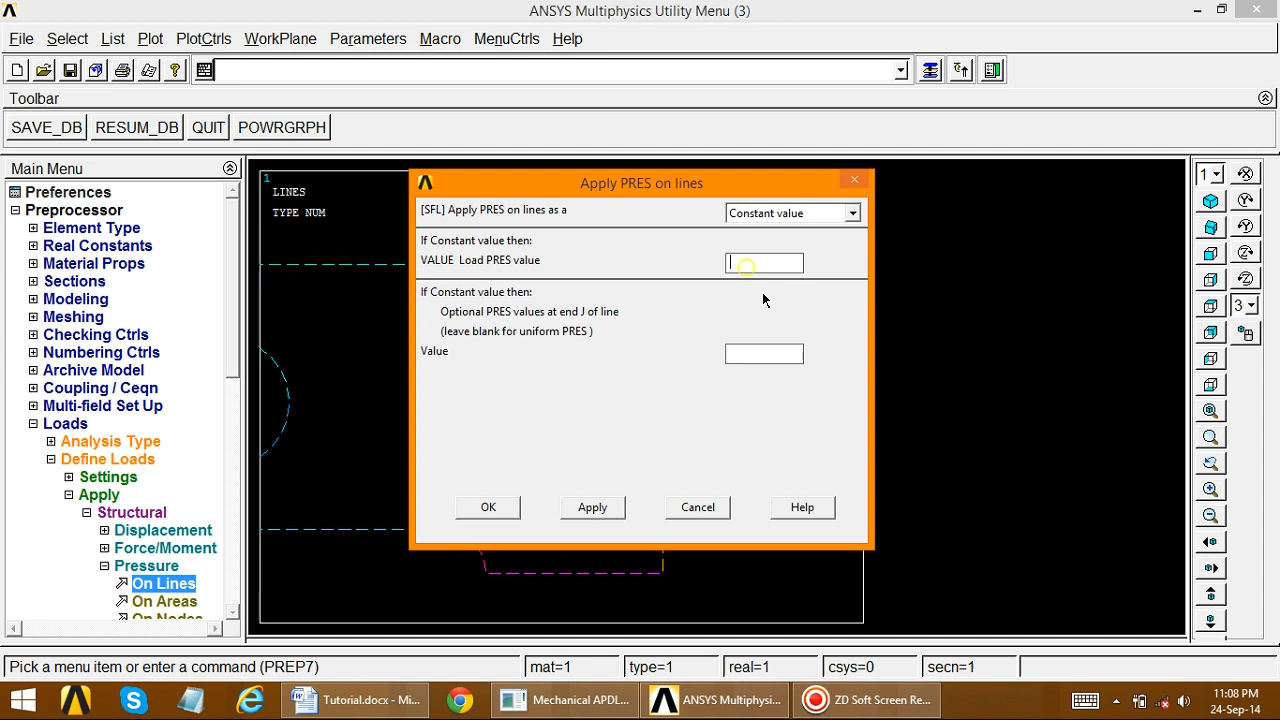 ANSYS Multiphysics Utility Menu (3)
File Select List Plot PlotCtrls WorkPlane Parameters Macro MenuCtrls Help
Toolbar
SAVE_DB RESUM_DB QUIT POWRGRPH
Main Menu
Preferences
Preprocessor
Element Type
Real Constants
Material Props
Sections
Modeling
Meshing
Checking Ctrls
Numbering Ctrls
Archive Model
Coupling / Ceqn
Multi-field Set Up
Loads
Analysis Type
Define Loads
Settings
Apply
Structural
Displacement
Force/Moment
Pressure
On Lines
On Areas
On Nodes
1
LINES
TYPE NUM
Apply PRES on lines
[SFL] Apply PRES on lines as a
Constant value
If Constant value then:
VALUE Load PRES value
If Constant value then:
Optional PRES values at end J of line
(leave blank for uniform PRES )
Value
OK Apply Cancel Help
1
3
Pick a menu item or enter a command (PREP7)
mat=1
type=1
real=1
csys=0
secn=1
Tutorial.docx - Mi...
Mechanical APDL...
ANSYS Multiphysi...
ZD Soft Screen Re...
11:08 PM
24-Sep-14